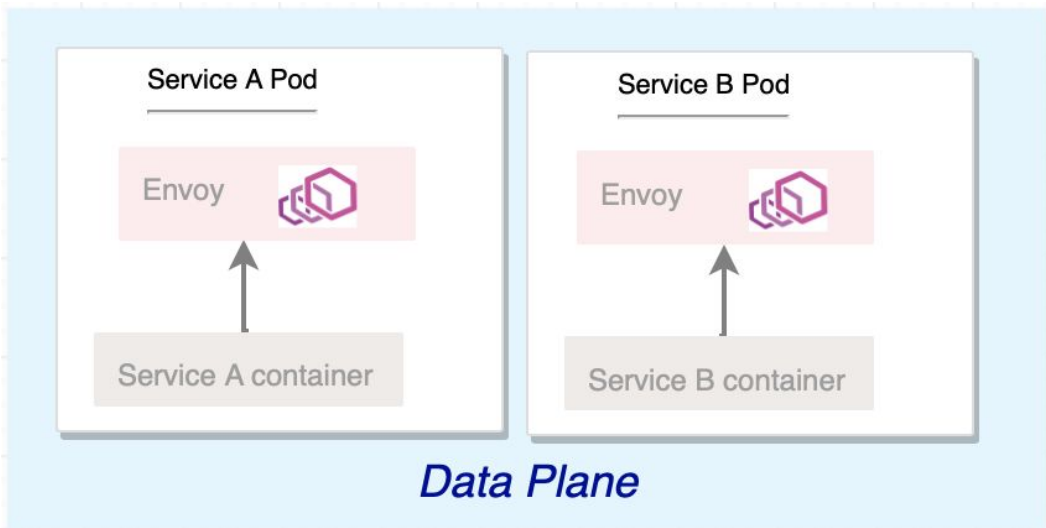 Service A Pod
Envoy
Service A container
Service B Pod
Envoy
Service B container
Data Plane